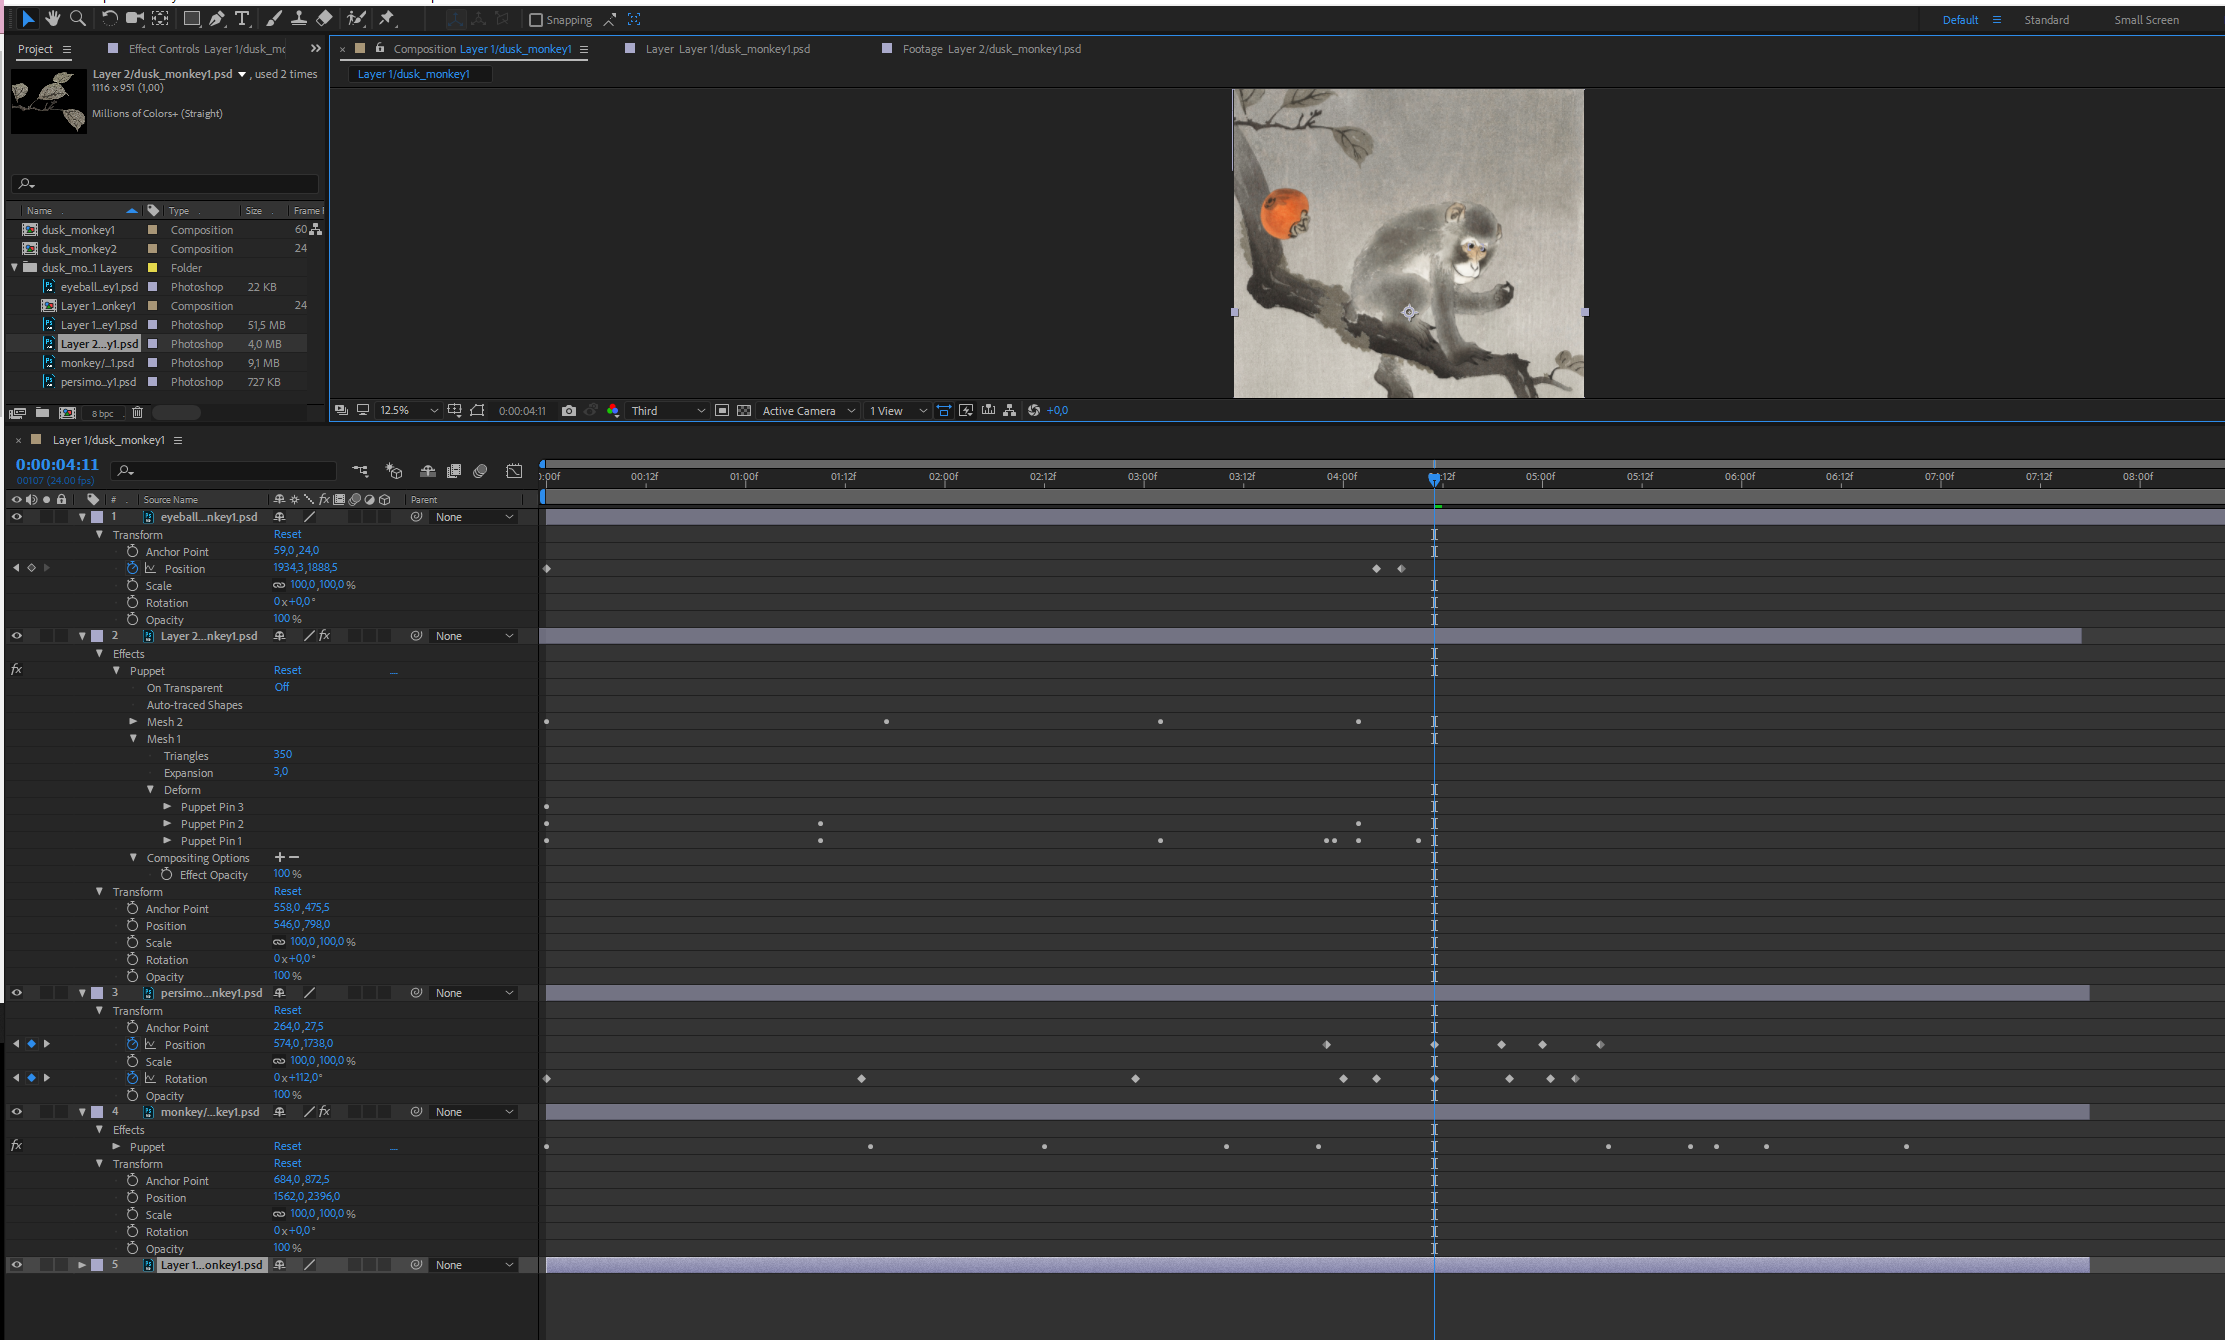 Snapping
Default
Standard
Small Screen
Project
Effect Controls Layer 1/dusk_mo
Composition Layer 1/dusk_monkey1
Layer Layer 1/dusk_monkey1.psd
Footage Layer 2/dusk_monkey1.psd
Layer 2/dusk_monkey1.psd , used 2 times
1116 x 951 (1,00)
Millions of Colors+ (Straight)
Layer 1/dusk_monkey1
Name Type Size Frame
dusk_monkey1 Composition 60
dusk_monkey2 Composition 24
dusk_mo...1 Layers Folder
eyeball...ey1.psd Photoshop 22 KB
Layer 1...onkey1 Composition 24
Layer 1...ey1.psd Photoshop 51,5 MB
Layer 2...y1.psd Photoshop 4,0 MB
monkey/...1.psd Photoshop 9,1 MB
persimo...y1.psd Photoshop 727 KB
8 bpc
12.5% 0:00:04:11 Third Active Camera 1 View +0,0
Layer 1/dusk_monkey1
0:00:04:11
00107 (24.00 fps)
00:12f 01:00f 01:12f 02:00f 02:12f 03:00f 03:12f 04:00f 05:00f 05:12f 06:00f 06:12f 07:00f 07:12f 08:00f
# Source Name Parent
1 eyeball...nkey1.psd None
Transform Reset
Anchor Point 59,0,24,0
Position 1934,3,1888,5
Scale 100,0,100,0%
Rotation 0x+0,0°
Opacity 100%
2 Layer 2...nkey1.psd None
Effects
fx Puppet Reset
On Transparent Off
Auto-traced Shapes
Mesh 2
Mesh 1
Triangles 350
Expansion 3,0
Deform
Puppet Pin 3
Puppet Pin 2
Puppet Pin 1
Compositing Options + −
Effect Opacity 100%
Transform Reset
Anchor Point 558,0,475,5
Position 546,0,798,0
Scale 100,0,100,0%
Rotation 0x+0,0°
Opacity 100%
3 persimo...nkey1.psd None
Transform Reset
Anchor Point 264,0,27,5
Position 574,0,1738,0
Scale 100,0,100,0%
Rotation 0x+112,0°
Opacity 100%
4 monkey/...key1.psd None
Effects
fx Puppet Reset
Transform Reset
Anchor Point 684,0,872,5
Position 1562,0,2396,0
Scale 100,0,100,0%
Rotation 0x+0,0°
Opacity 100%
5 Layer 1...onkey1.psd None